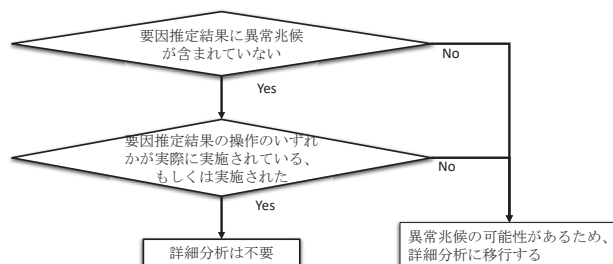 要因推定結果に異常兆候
が含まれていない
No
Yes
要因推定結果の操作のいずれ
かが実際に実施されている、
もしくは実施された
No
Yes
詳細分析は不要
異常兆候の可能性があるため、
詳細分析に移行する